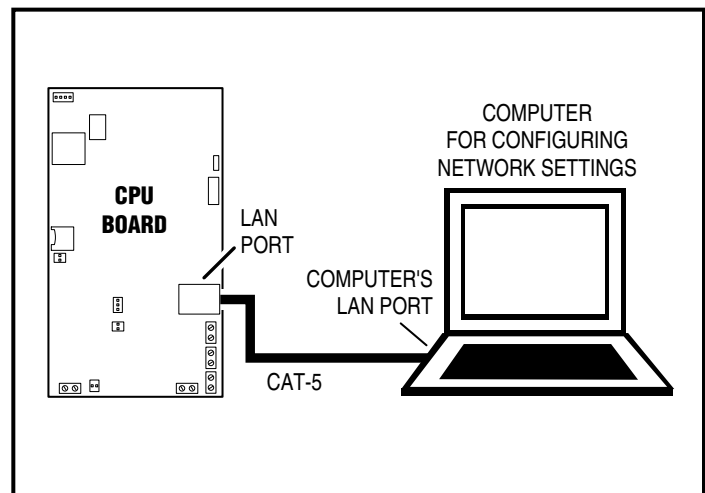 COMPUTER
FOR CONFIGURING
NETWORK SETTINGS
CPU
BOARD
LAN
PORT
COMPUTER'S
LAN PORT
CAT-5